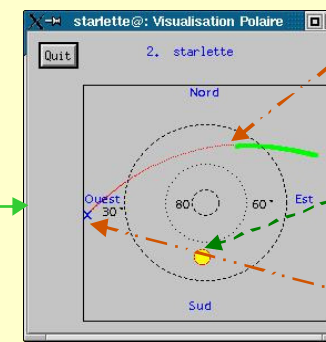 starlette@: Visualisation Polaire
Quit
2. starlette
Nord
Ouest
30°
80
60°
Est
Sud